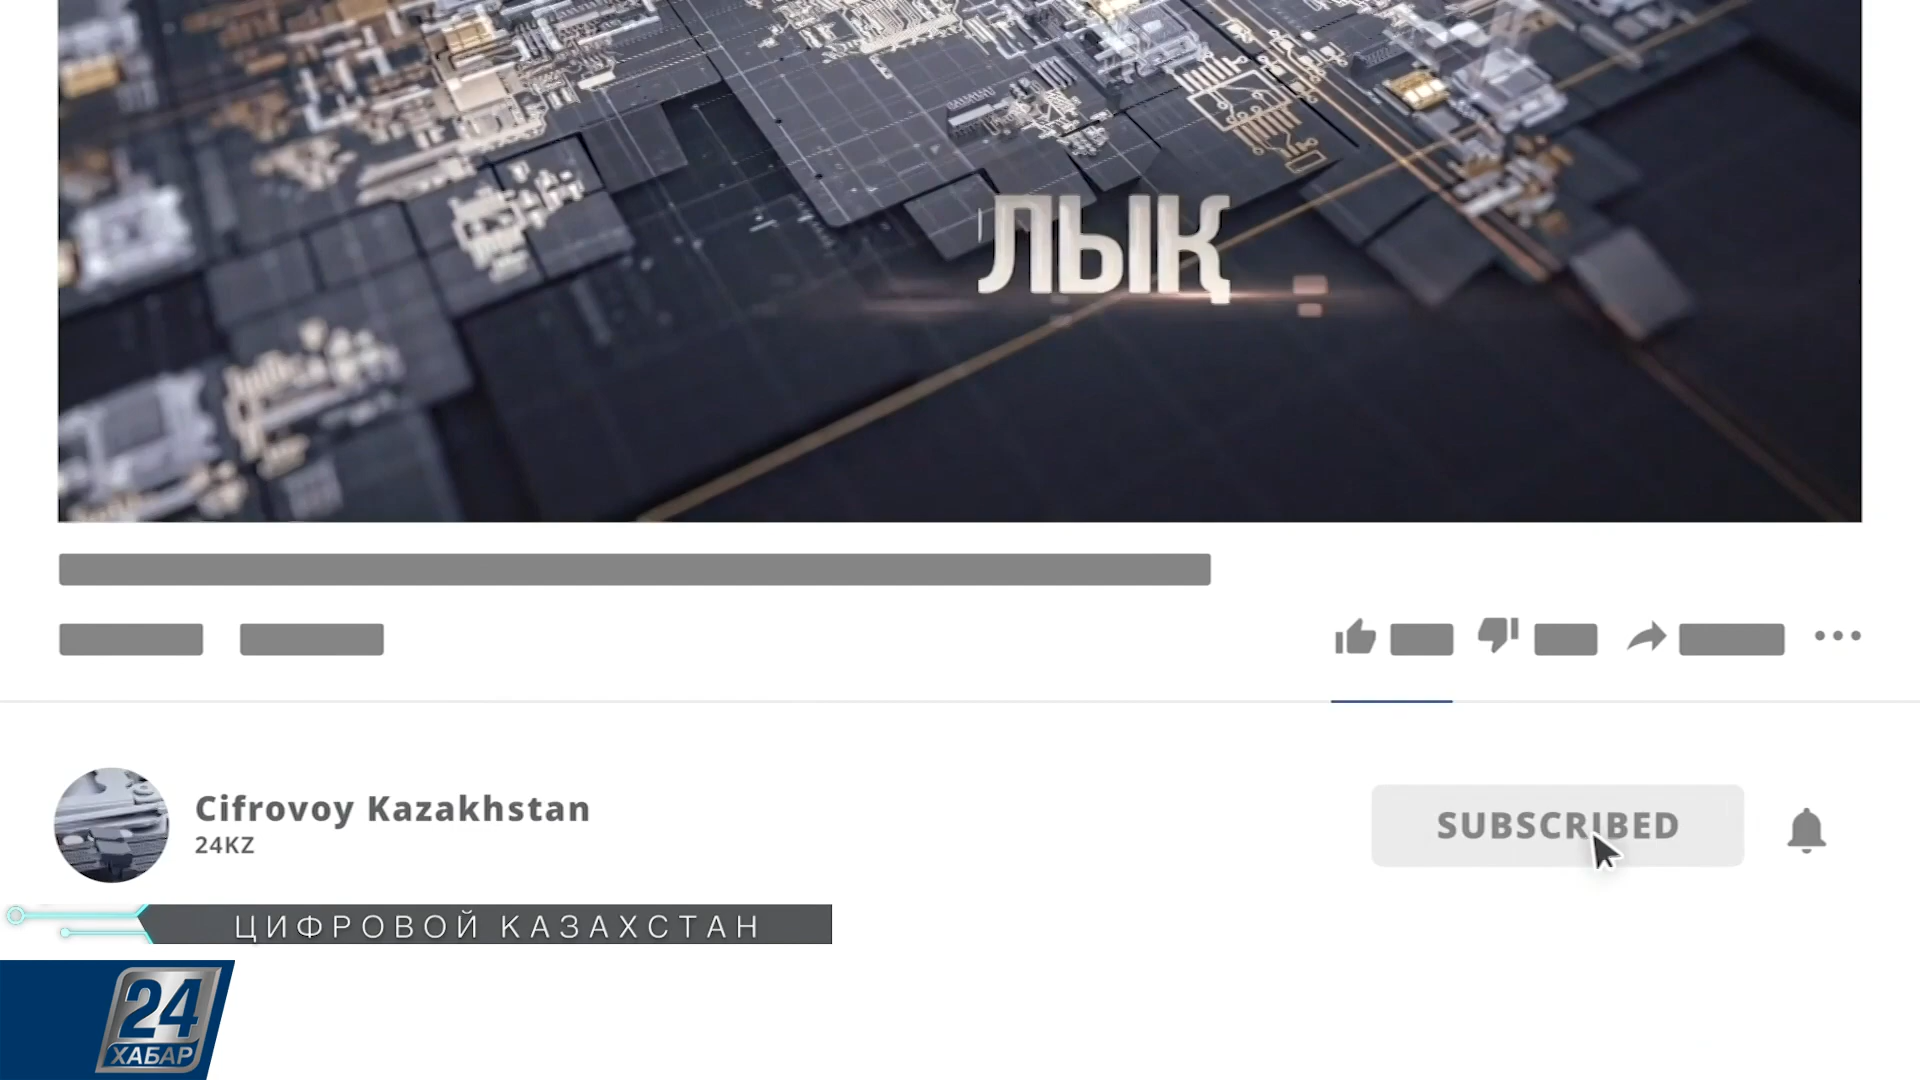 ЛЫҚ
Cifrovoy Kazakhstan
24KZ
SUBSCRIBED
ЦИФРОВОЙ КАЗАХСТАН
24
ХАБАР